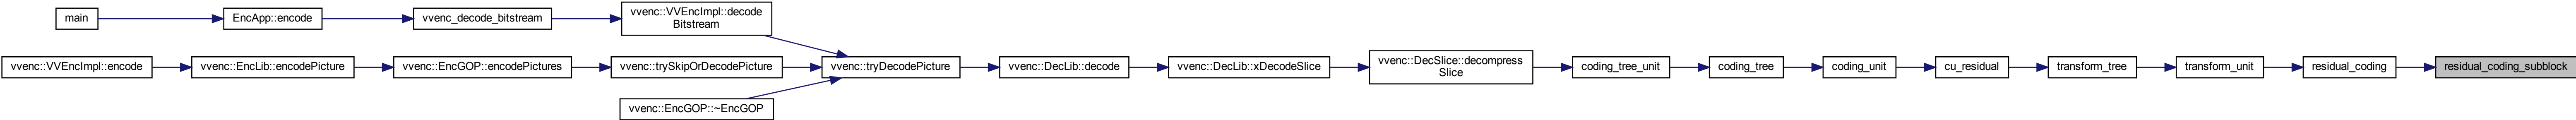 main
EncApp::encode
vvenc_decode_bitstream
vvenc::VVEncImpl::decode
Bitstream
vvenc::VVEncImpl::encode
vvenc::EncLib::encodePicture
vvenc::EncGOP::encodePictures
vvenc::trySkipOrDecodePicture
vvenc::EncGOP::~EncGOP
vvenc::tryDecodePicture
vvenc::DecLib::decode
vvenc::DecLib::xDecodeSlice
vvenc::DecSlice::decompress
Slice
coding_tree_unit
coding_tree
coding_unit
cu_residual
transform_tree
transform_unit
residual_coding
residual_coding_subblock